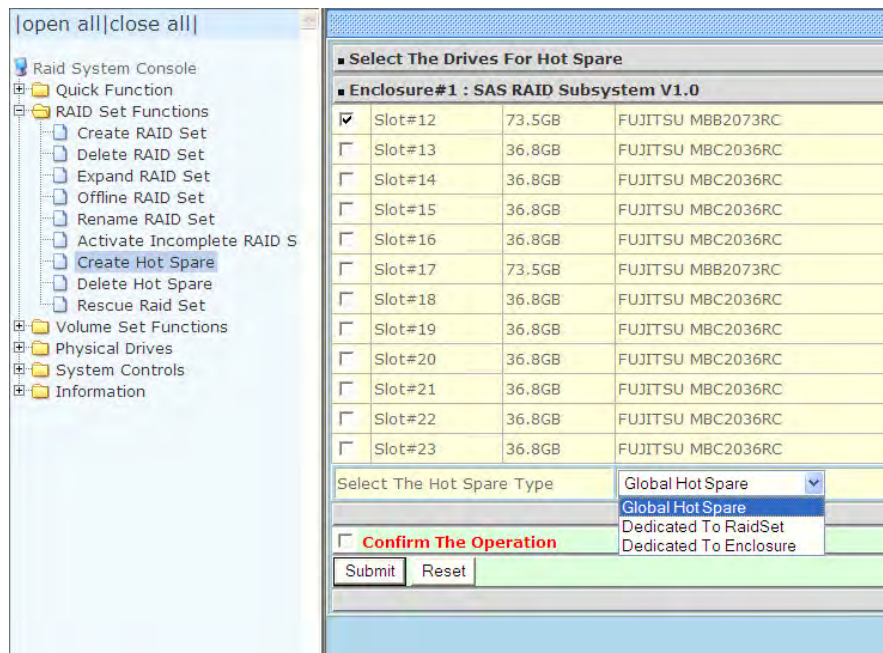 |open all|close all|
Raid System Console
Quick Function
RAID Set Functions
Create RAID Set
Delete RAID Set
Expand RAID Set
Offline RAID Set
Rename RAID Set
Activate Incomplete RAID S
Create Hot Spare
Delete Hot Spare
Rescue Raid Set
Volume Set Functions
Physical Drives
System Controls
Information
Select The Drives For Hot Spare
Enclosure#1 : SAS RAID Subsystem V1.0
Slot#12 73.5GB FUJITSU MBB2073RC
Slot#13 36.8GB FUJITSU MBC2036RC
Slot#14 36.8GB FUJITSU MBC2036RC
Slot#15 36.8GB FUJITSU MBC2036RC
Slot#16 36.8GB FUJITSU MBC2036RC
Slot#17 73.5GB FUJITSU MBB2073RC
Slot#18 36.8GB FUJITSU MBC2036RC
Slot#19 36.8GB FUJITSU MBC2036RC
Slot#20 36.8GB FUJITSU MBC2036RC
Slot#21 36.8GB FUJITSU MBC2036RC
Slot#22 36.8GB FUJITSU MBC2036RC
Slot#23 36.8GB FUJITSU MBC2036RC
Select The Hot Spare Type Global Hot Spare
Global Hot Spare
Dedicated To RaidSet
Dedicated To Enclosure
Confirm The Operation
Submit Reset